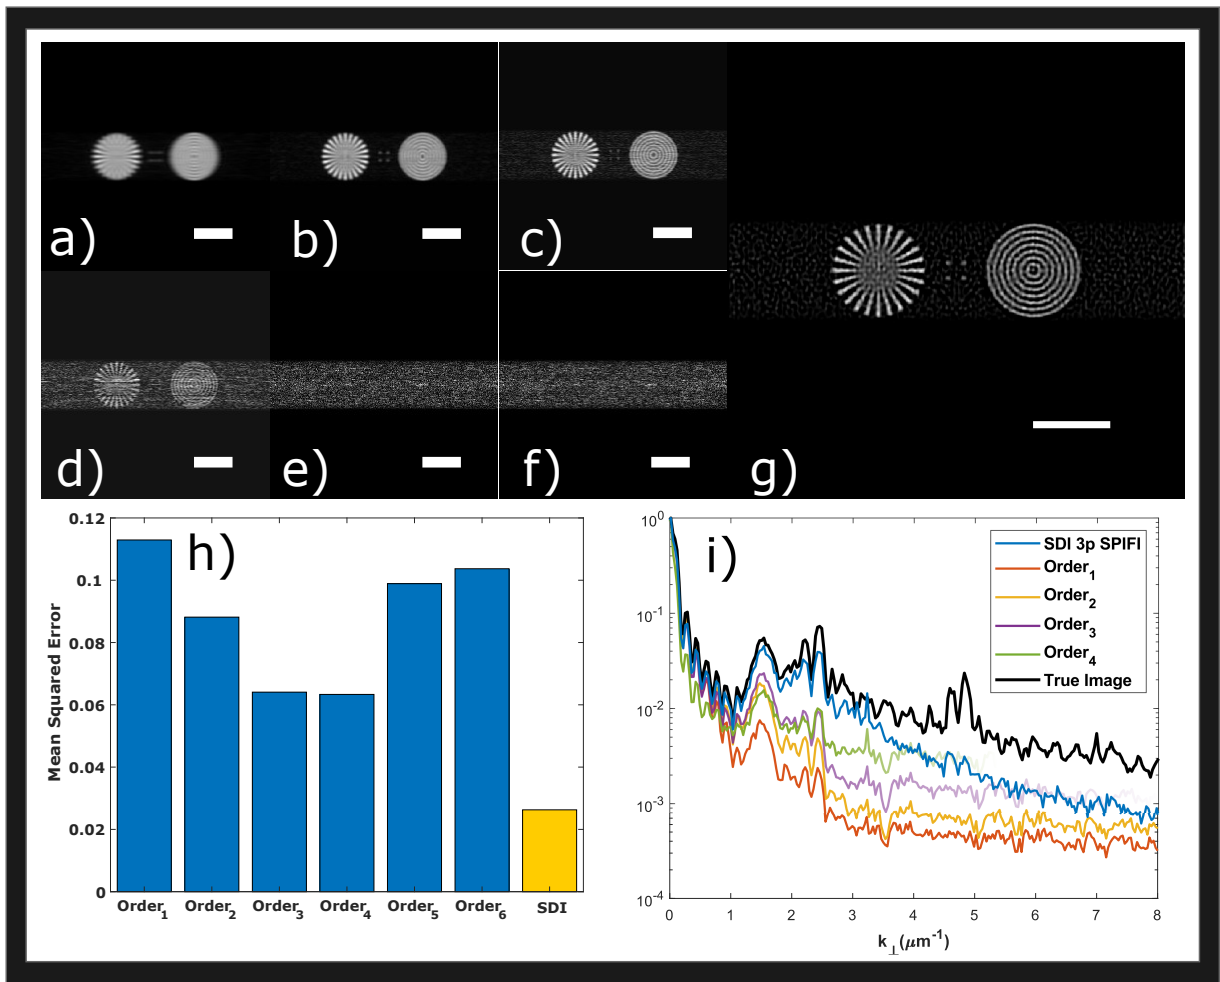 a)
b)
c)
d)
e)
f)
g)
h)
Mean Squared Error
0.12
0.1
0.08
0.06
0.04
0.02
0
Order1
Order2
Order3
Order4
Order5
Order6
SDI
i)
10^0
10^-1
10^-2
10^-3
10^-4
SDI 3p SPIFI
Order1
Order2
Order3
Order4
True Image
0 1 2 3 4 5 6 7 8
k⊥(μm^-1)